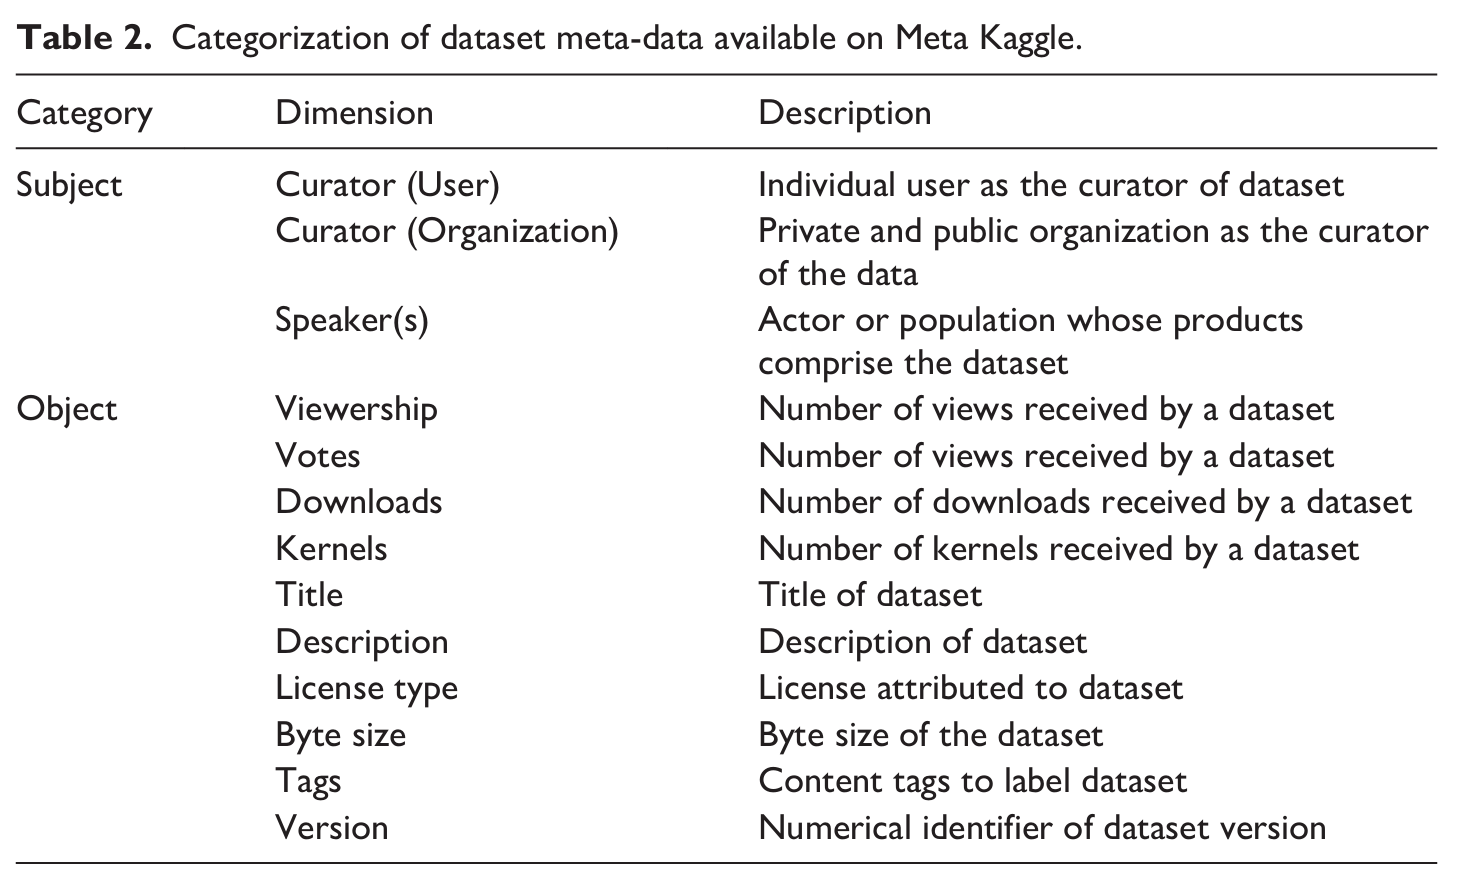 Table 2. Categorization of dataset meta-data available on Meta Kaggle.
Category Dimension Description
Subject Curator (User) Individual user as the curator of dataset
Curator (Organization) Private and public organization as the curator
of the data
Speaker(s) Actor or population whose products
comprise the dataset
Object Viewership Number of views received by a dataset
Votes Number of views received by a dataset
Downloads Number of downloads received by a dataset
Kernels Number of kernels received by a dataset
Title Title of dataset
Description Description of dataset
License type License attributed to dataset
Byte size Byte size of the dataset
Tags Content tags to label dataset
Version Numerical identifier of dataset version